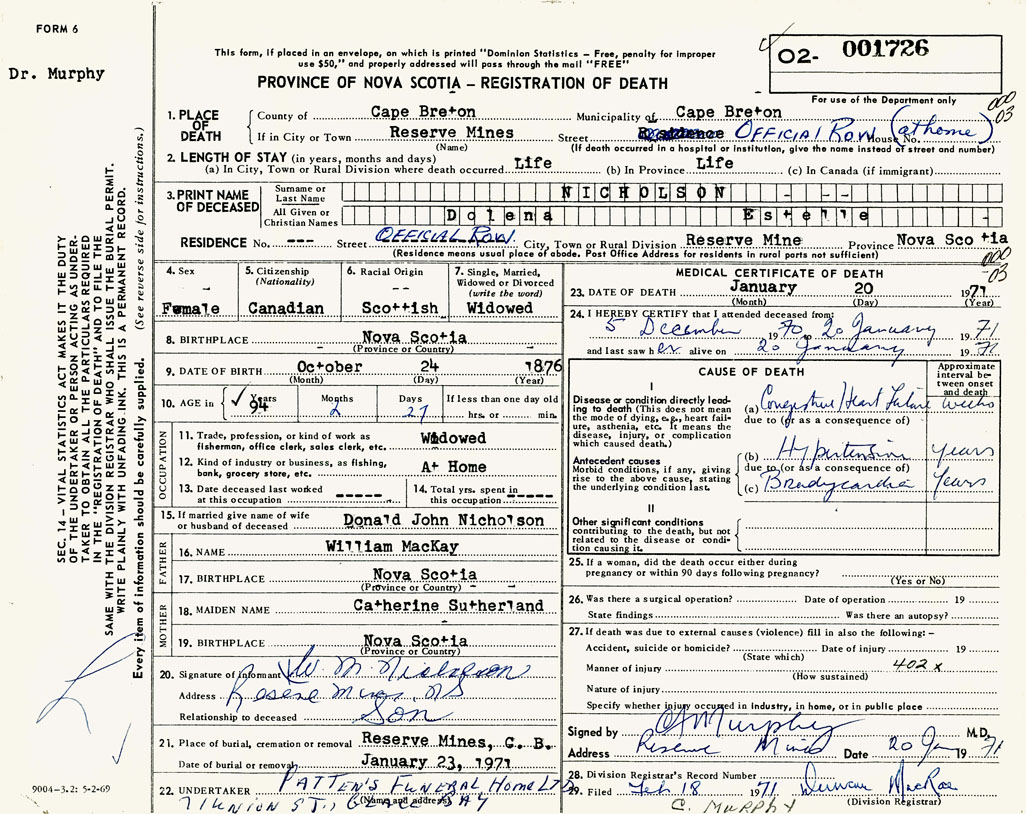 FORM 6
Dr. Murphy
This form, if placed in an envelope, on which is printed "Dominion Statistics – Free, penalty for improper
use $50," and properly addressed will pass through the mail "FREE"
PROVINCE OF NOVA SCOTIA – REGISTRATION OF DEATH
02- 001726
For use of the Department only
000
03
1. PLACE OF DEATH
County of Cape Breton Municipality of Cape Breton
If in City or Town Reserve Mines Street OFFICIAL ROW House No. (at home)
(Name) (If death occurred in a hospital or institution, give the name instead of street and number)
2. LENGTH OF STAY (in years, months and days)
(a) In City, Town or Rural Division where death occurred Life (b) In Province Life (c) In Canada (if immigrant)
3. PRINT NAME OF DECEASED
Surname or Last Name NICHOLSON - - -
All Given or Christian Names Dolena Estelle -
RESIDENCE No. --- Street OFFICIAL ROW. City, Town or Rural Division Reserve Mine Province Nova Scotia
(Residence means usual place of abode. Post Office Address for residents in rural parts not sufficient)
000
-03
4. Sex
Female
5. Citizenship (Nationality)
Canadian
6. Racial Origin
- -
Scottish
7. Single, Married, Widowed or Divorced (write the word)
Widowed
8. BIRTHPLACE Nova Scotia
(Province or Country)
9. DATE OF BIRTH October 24 1876
(Month) (Day) (Year)
10. AGE in ✓ Years 94 Months 2 Days 27 If less than one day old
hrs. or min.
OCCUPATION
11. Trade, profession, or kind of work as Widowed
fisherman, office clerk, sales clerk, etc.
12. Kind of industry or business, as fishing, At Home
bank, grocery store, etc.
13. Date deceased last worked at this occupation -----
14. Total yrs. spent in this occupation -----
15. If married give name of wife or husband of deceased Donald John Nicholson
FATHER
16. NAME William MacKay
17. BIRTHPLACE Nova Scotia
(Province or Country)
MOTHER
18. MAIDEN NAME Catherine Sutherland
19. BIRTHPLACE Nova Scotia
(Province or Country)
20. Signature of Informant W. M. Nicholson
Address Reserve Mines, NS
Relationship to deceased Son
21. Place of burial, cremation or removal Reserve Mines, C. B.
Date of burial or removal January 23, 1971
22. UNDERTAKER PATTEN'S FUNERAL HOME LTD
(Name and address)
71 UNION ST., GLACE BAY
MEDICAL CERTIFICATE OF DEATH
23. DATE OF DEATH January 20 1971
(Month) (Day) (Year)
24. I HEREBY CERTIFY that I attended deceased from:
5 December 1970 to 20 January 1971
and last saw her alive on 20 January 1971
CAUSE OF DEATH
Approximate interval between onset and death
I
Disease or condition directly leading to death (This does not mean the mode of dying, e.g., heart failure, asthenia, etc. It means the disease, injury, or complication which caused death.)
(a) Congestive Heart Failure weeks
due to (or as a consequence of)
Antecedent causes
Morbid conditions, if any, giving rise to the above cause, stating the underlying condition last.
(b) Hypertension years
due to (or as a consequence of)
(c) Bradycardia Years
II
Other significant conditions contributing to the death, but not related to the disease or condition causing it.
25. If a woman, did the death occur either during
pregnancy or within 90 days following pregnancy?
(Yes or No)
26. Was there a surgical operation? Date of operation 19
State findings Was there an autopsy?
27. If death was due to external causes (violence) fill in also the following:–
Accident, suicide or homicide? Date of injury 19
(State which)
Manner of injury 402 x
(How sustained)
Nature of injury
Specify whether injury occurred in industry, in home, or in public place
Signed by C A Murphy M.D.
Address Reserve Mines Date 20 Jan 1971
28. Division Registrar's Record Number
29. Filed Feb 18 1971 Duncan MacRae
(Division Registrar)
C. MURPHY
SEC. 14 – VITAL STATISTICS ACT MAKES IT THE DUTY
OF THE UNDERTAKER OR PERSON ACTING AS UNDER-
TAKER TO OBTAIN ALL THE PARTICULARS REQUIRED
IN THE "REGISTRATION OF DEATH" AND TO FILE THE
SAME WITH THE DIVISION REGISTRAR WHO SHALL ISSUE THE BURIAL PERMIT.
WRITE PLAINLY WITH UNFADING INK. THIS IS A PERMANENT RECORD.
Every item of information should be carefully supplied. (See reverse side for instructions.)
9004-3.2: 5-2-69